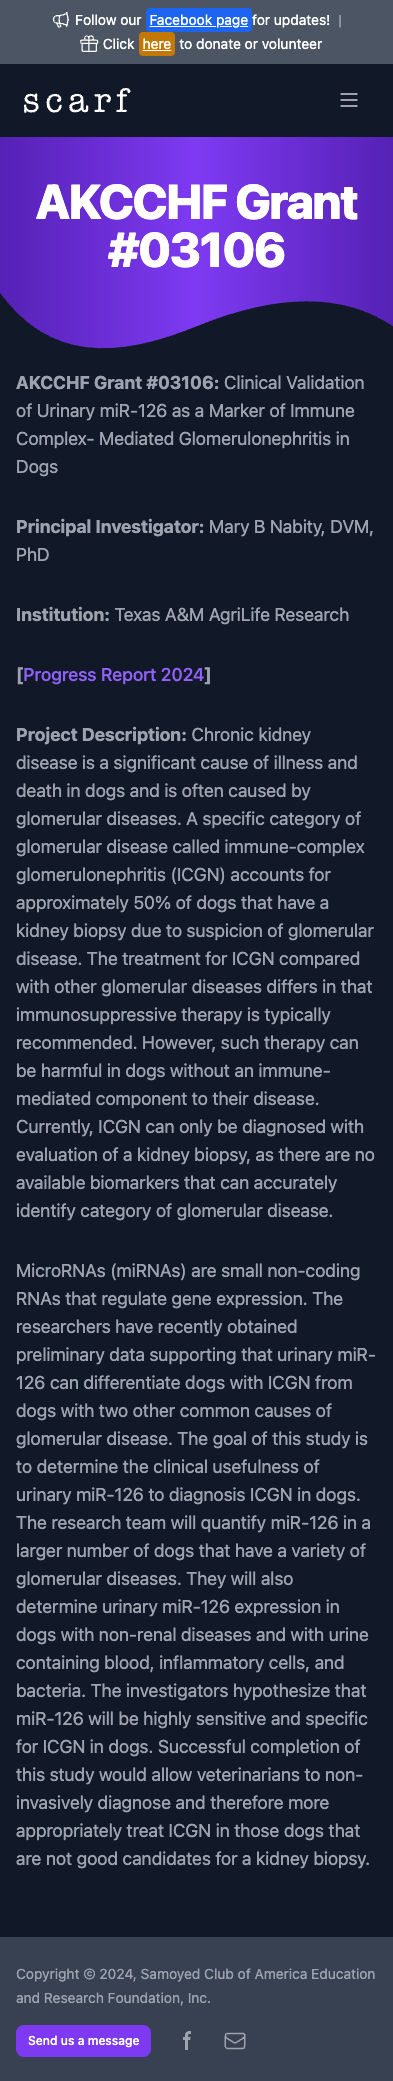 Follow our Facebook page for updates! |
Click here to donate or volunteer
scarf
AKCCHF Grant
#03106
AKCCHF Grant #03106: Clinical Validation
of Urinary miR-126 as a Marker of Immune
Complex- Mediated Glomerulonephritis in
Dogs
Principal Investigator: Mary B Nabity, DVM,
PhD
Institution: Texas A&M AgriLife Research
[Progress Report 2024]
Project Description: Chronic kidney
disease is a significant cause of illness and
death in dogs and is often caused by
glomerular diseases. A specific category of
glomerular disease called immune-complex
glomerulonephritis (ICGN) accounts for
approximately 50% of dogs that have a
kidney biopsy due to suspicion of glomerular
disease. The treatment for ICGN compared
with other glomerular diseases differs in that
immunosuppressive therapy is typically
recommended. However, such therapy can
be harmful in dogs without an immune-
mediated component to their disease.
Currently, ICGN can only be diagnosed with
evaluation of a kidney biopsy, as there are no
available biomarkers that can accurately
identify category of glomerular disease.
MicroRNAs (miRNAs) are small non-coding
RNAs that regulate gene expression. The
researchers have recently obtained
preliminary data supporting that urinary miR-
126 can differentiate dogs with ICGN from
dogs with two other common causes of
glomerular disease. The goal of this study is
to determine the clinical usefulness of
urinary miR-126 to diagnosis ICGN in dogs.
The research team will quantify miR-126 in a
larger number of dogs that have a variety of
glomerular diseases. They will also
determine urinary miR-126 expression in
dogs with non-renal diseases and with urine
containing blood, inflammatory cells, and
bacteria. The investigators hypothesize that
miR-126 will be highly sensitive and specific
for ICGN in dogs. Successful completion of
this study would allow veterinarians to non-
invasively diagnose and therefore more
appropriately treat ICGN in those dogs that
are not good candidates for a kidney biopsy.
Copyright © 2024, Samoyed Club of America Education
and Research Foundation, Inc.
Send us a message